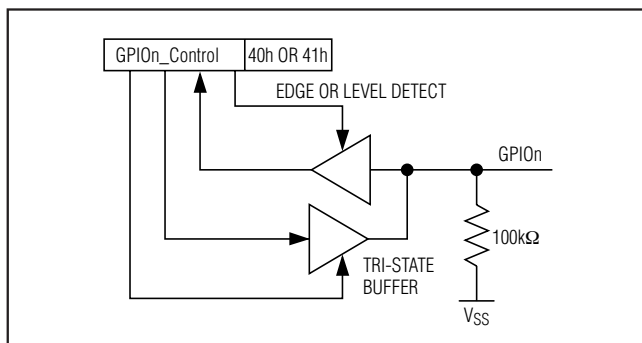 GPIOn_Control 40h OR 41h
EDGE OR LEVEL DETECT
GPIOn
100kΩ
TRI-STATE
BUFFER
VSS